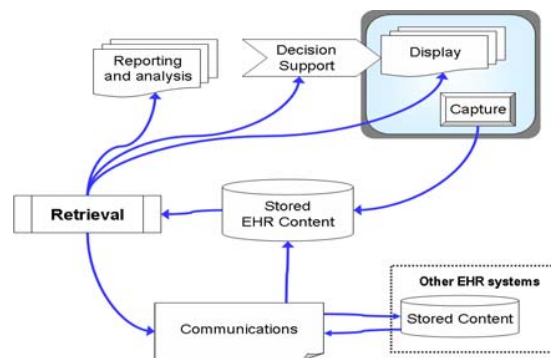 Reporting
and analysis
Decision
Support
Display
Capture
Retrieval
Stored
EHR Content
Other EHR systems
Stored Content
Communications